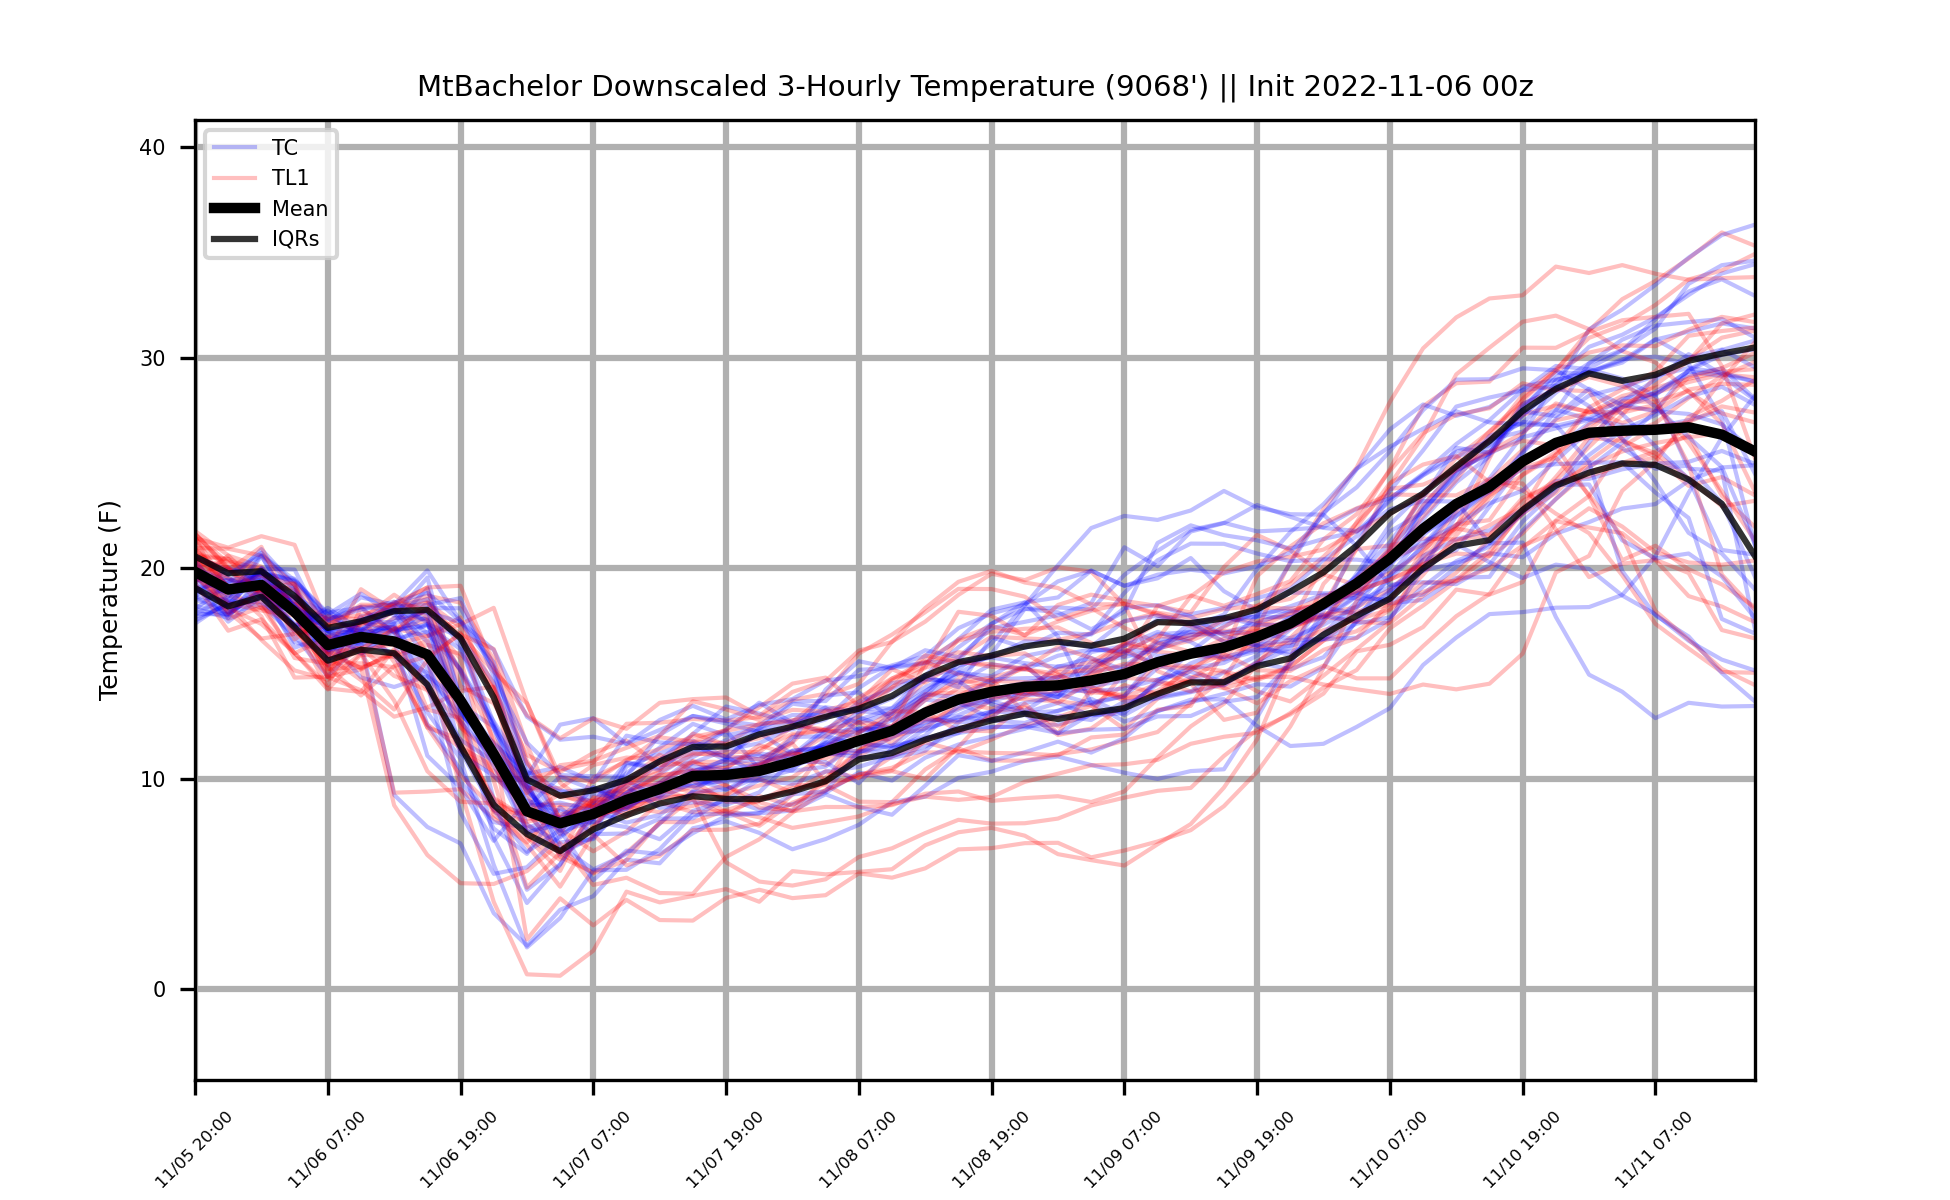 MtBachelor Downscaled 3-Hourly Temperature (9068') || Init 2022-11-06 00z
TC
TL1
Mean
IQRs
Temperature (F)
40
30
20
10
0
11/05 20:00
11/06 07:00
11/06 19:00
11/07 07:00
11/07 19:00
11/08 07:00
11/08 19:00
11/09 07:00
11/09 19:00
11/10 07:00
11/10 19:00
11/11 07:00